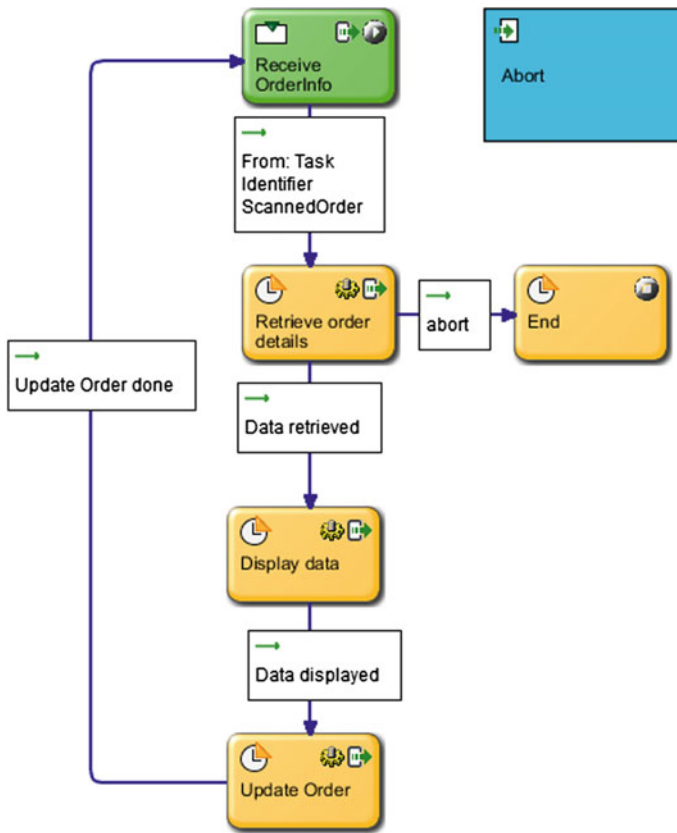 Receive
OrderInfo
Abort
From: Task
Identifier
ScannedOrder
Retrieve order
details
abort
End
Update Order done
Data retrieved
Display data
Data displayed
Update Order